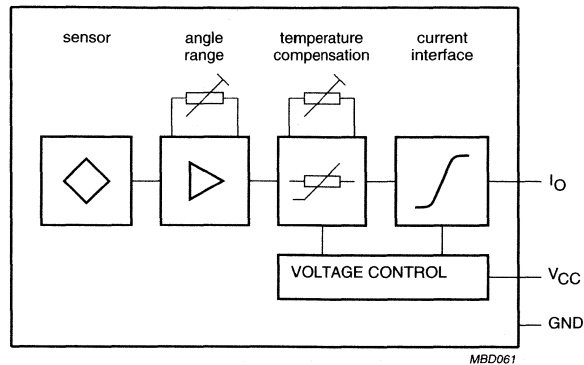 sensor
angle
range
temperature
compensation
current
interface
IO
VOLTAGE CONTROL
VCC
GND
MBD061